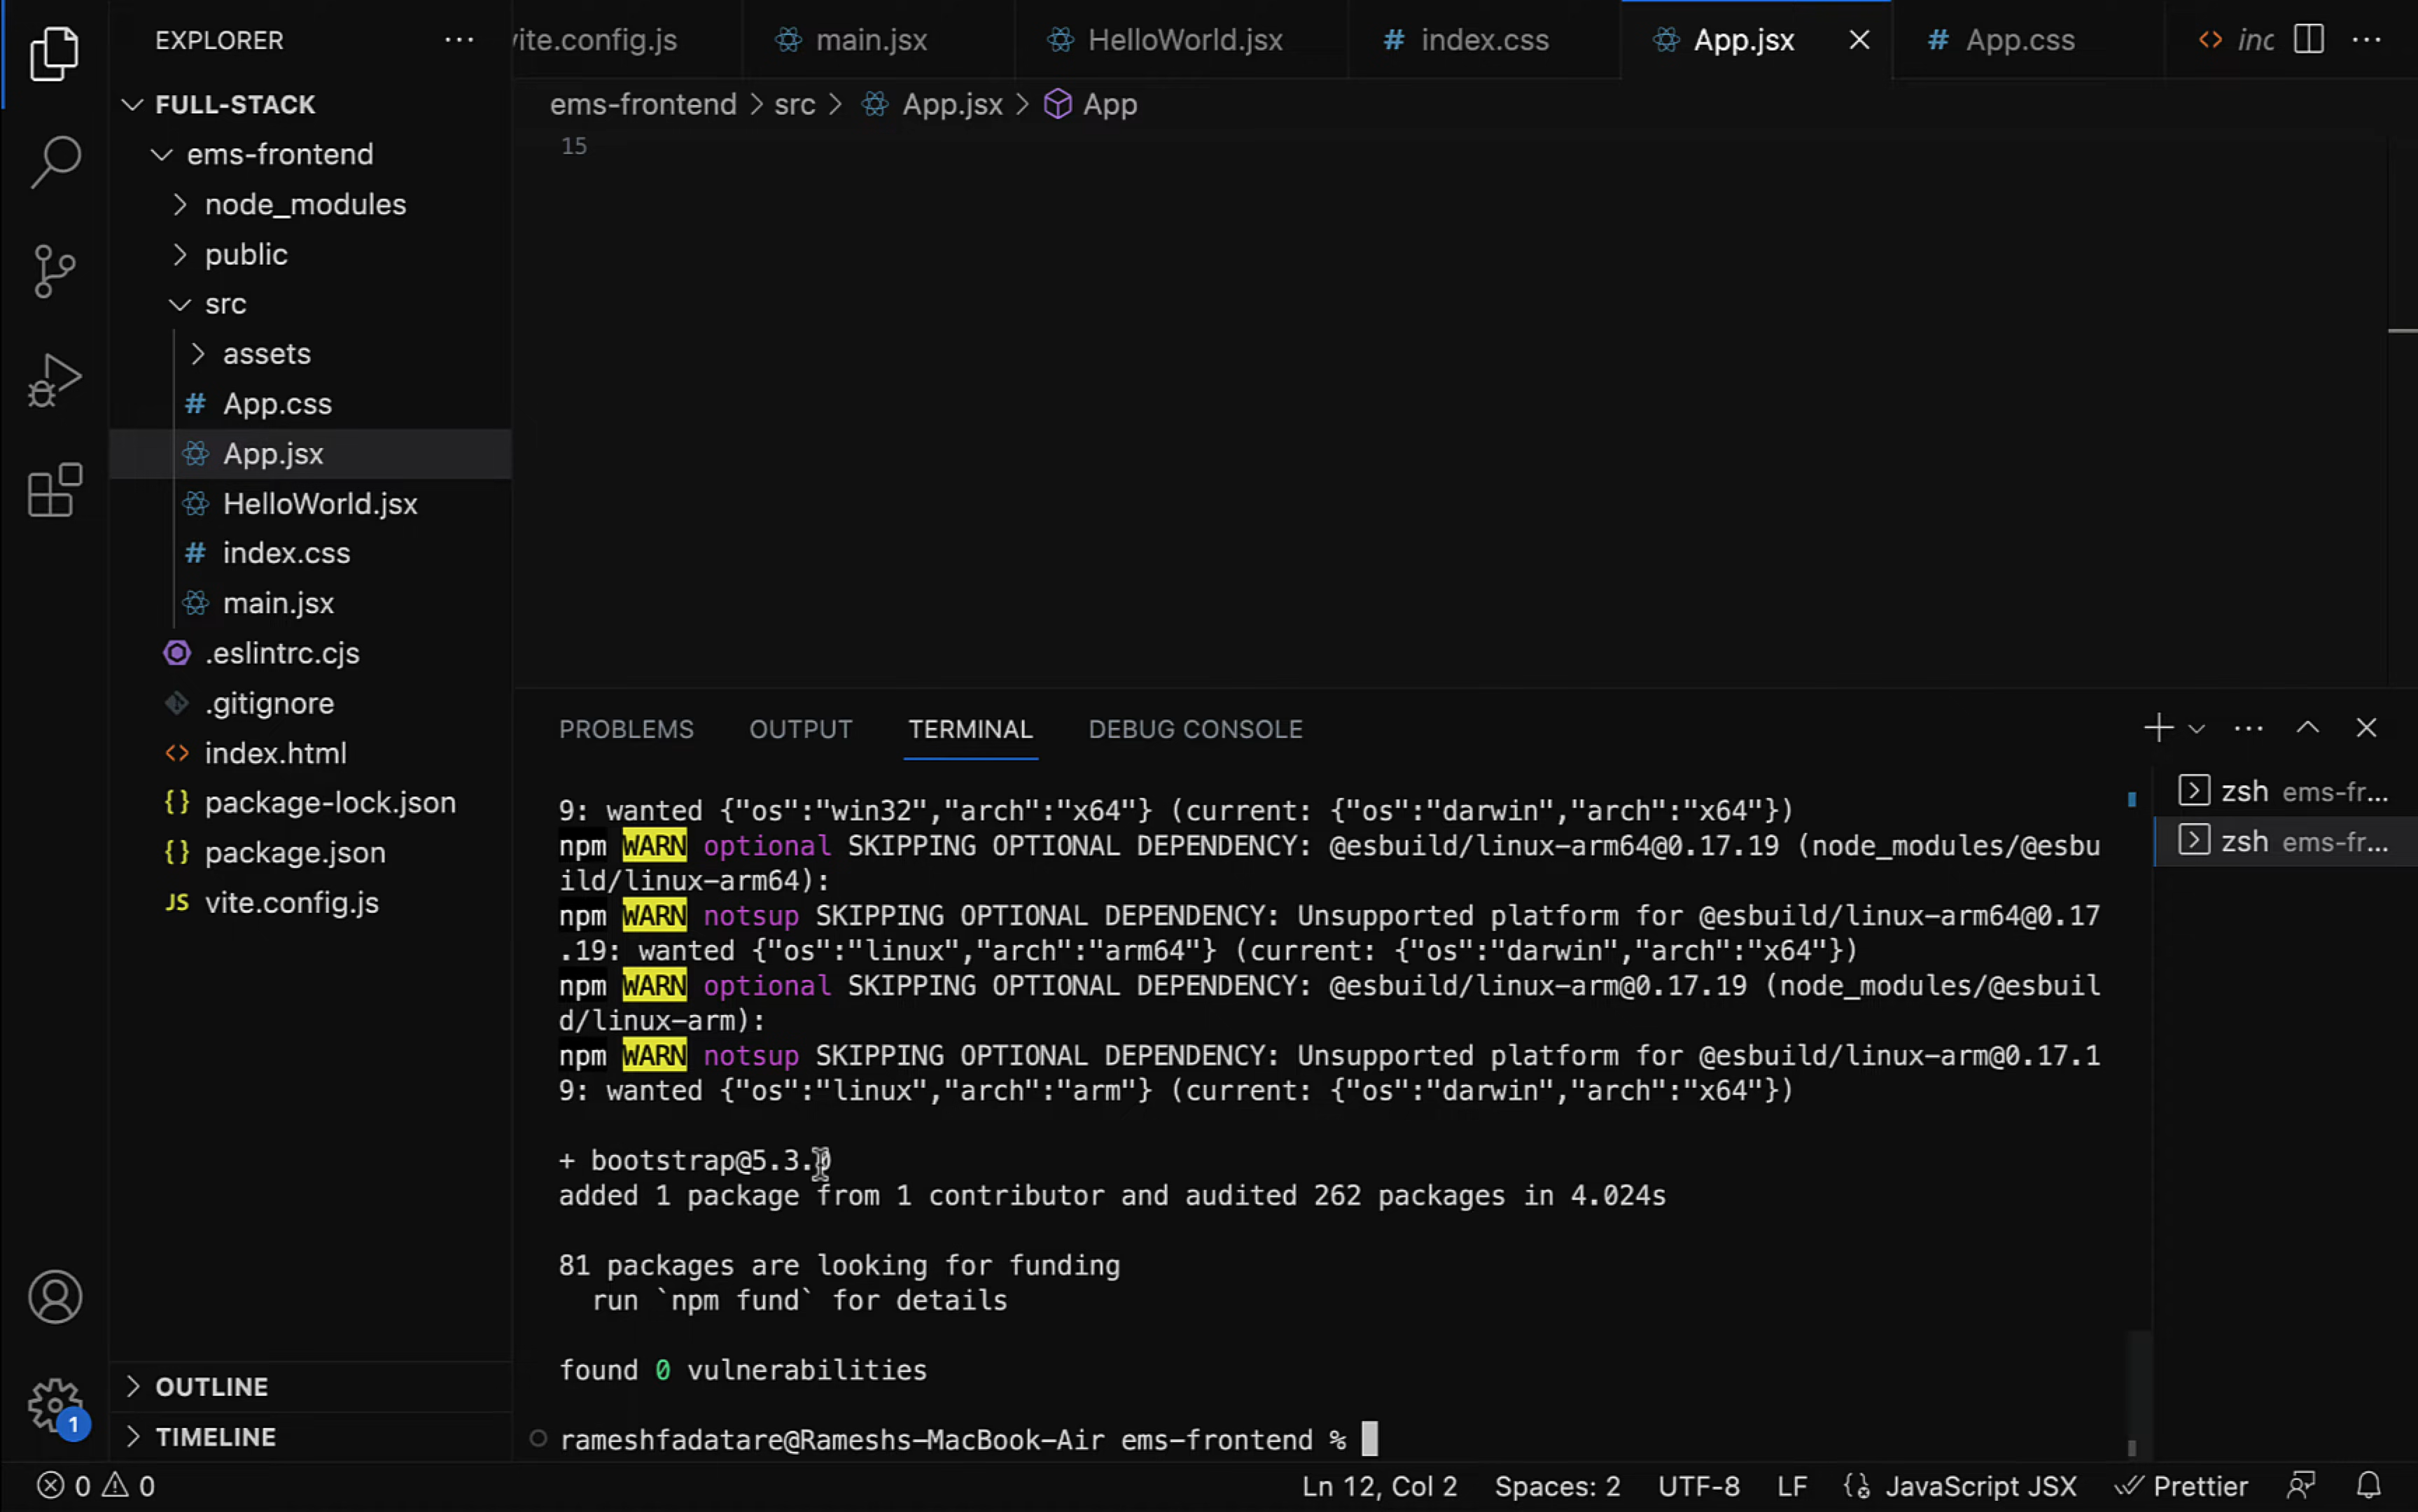 EXPLORER
FULL-STACK
ems-frontend
node_modules
public
src
assets
# App.css
App.jsx
HelloWorld.jsx
# index.css
main.jsx
.eslintrc.cjs
.gitignore
<> index.html
{} package-lock.json
{} package.json
JS vite.config.js
OUTLINE
TIMELINE
vite.config.js main.jsx HelloWorld.jsx # index.css App.jsx # App.css <> inc
ems-frontend > src > App.jsx > App
15
PROBLEMS OUTPUT TERMINAL DEBUG CONSOLE
9: wanted {"os":"win32","arch":"x64"} (current: {"os":"darwin","arch":"x64"})
npm WARN optional SKIPPING OPTIONAL DEPENDENCY: @esbuild/linux-arm64@0.17.19 (node_modules/@esbu
ild/linux-arm64):
npm WARN notsup SKIPPING OPTIONAL DEPENDENCY: Unsupported platform for @esbuild/linux-arm64@0.17
.19: wanted {"os":"linux","arch":"arm64"} (current: {"os":"darwin","arch":"x64"})
npm WARN optional SKIPPING OPTIONAL DEPENDENCY: @esbuild/linux-arm@0.17.19 (node_modules/@esbuil
d/linux-arm):
npm WARN notsup SKIPPING OPTIONAL DEPENDENCY: Unsupported platform for @esbuild/linux-arm@0.17.1
9: wanted {"os":"linux","arch":"arm"} (current: {"os":"darwin","arch":"x64"})
+ bootstrap@5.3.0
added 1 package from 1 contributor and audited 262 packages in 4.024s
81 packages are looking for funding
run `npm fund` for details
found 0 vulnerabilities
rameshfadatare@Rameshs-MacBook-Air ems-frontend %
zsh ems-fr...
zsh ems-fr...
1
0 0 Ln 12, Col 2 Spaces: 2 UTF-8 LF JavaScript JSX Prettier